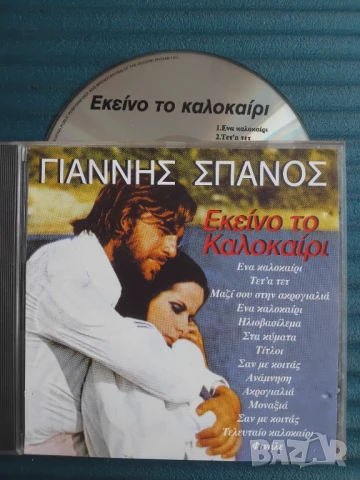 Εκείνο το καλοκαίρι
1.Ενα καλοκαίρι
2.Τετ'α τετ
ΓΙΑΝΝΗΣ ΣΠΑΝΟΣ
Εκείνο το
Καλοκαίρι
Ενα καλοκαίρι
Τετ'α τετ
Μαζί σου στην ακρογιαλιά
Ενα καλοκαίρι
Ηλιοβασίλεμα
Στα κύματα
Τίτλοι
Σαν με κοιτάς
Ανάμνηση
Ακρογιαλιά
Μοναξιά
Σαν με κοιτάς
Τελευταίο καλοκαίρι
Φινάλε
BAZAR